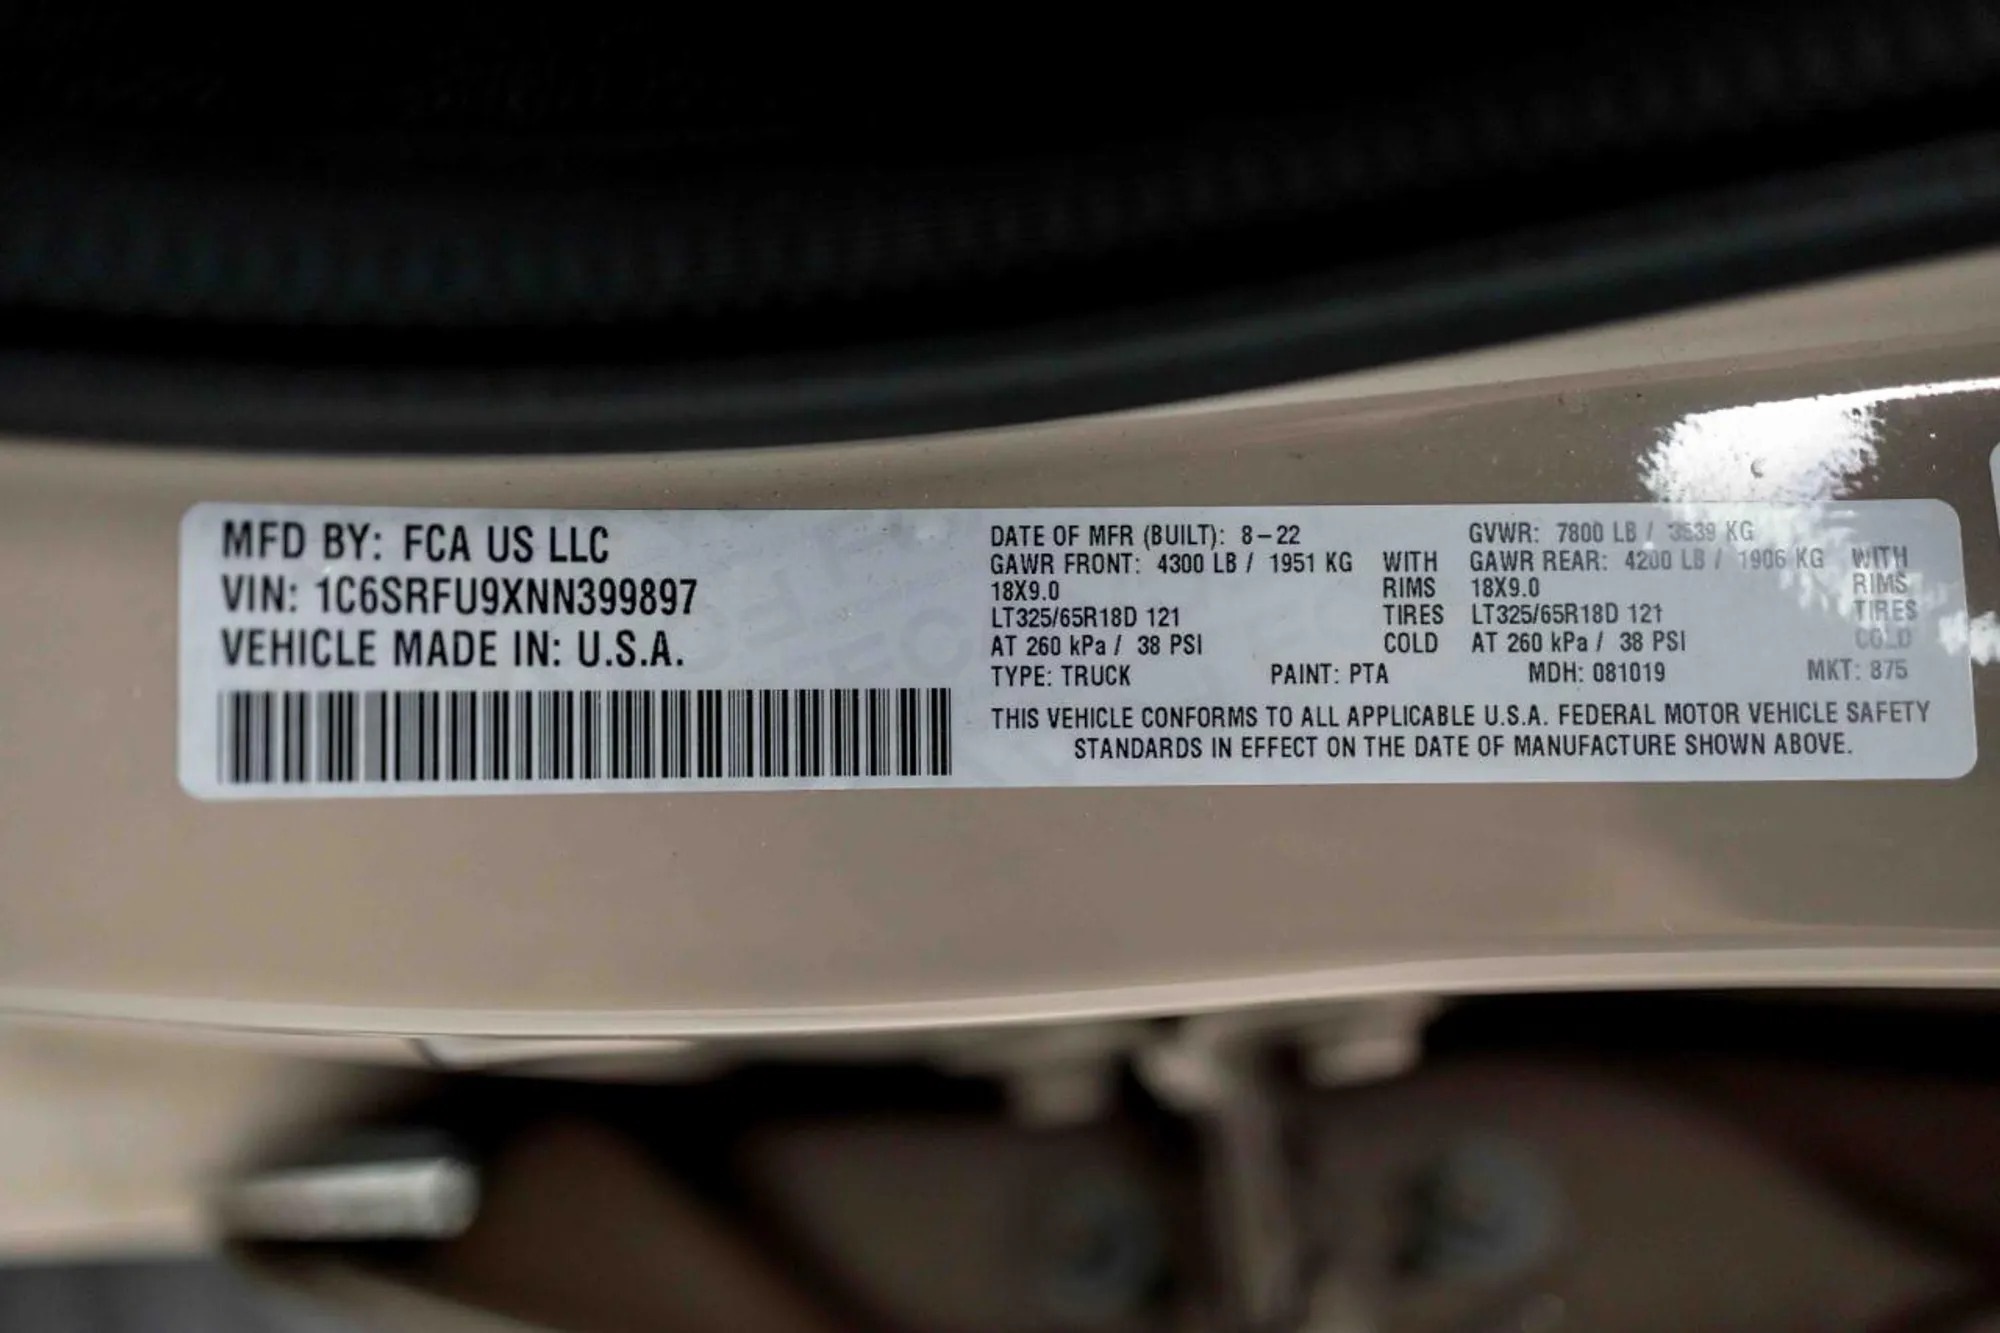 MFD BY: FCA US LLC
VIN: 1C6SRFU9XNN399897
VEHICLE MADE IN: U.S.A.
DATE OF MFR (BUILT): 8-22 GVWR: 7800 LB / 3539 KG
GAWR FRONT: 4300 LB / 1951 KG WITH GAWR REAR: 4200 LB / 1906 KG WITH
18X9.0 RIMS 18X9.0 RIMS
LT325/65R18D 121 TIRES LT325/65R18D 121 TIRES
AT 260 kPa / 38 PSI COLD AT 260 kPa / 38 PSI COLD
TYPE: TRUCK PAINT: PTA MDH: 081019 MKT: 875
THIS VEHICLE CONFORMS TO ALL APPLICABLE U.S.A. FEDERAL MOTOR VEHICLE SAFETY
STANDARDS IN EFFECT ON THE DATE OF MANUFACTURE SHOWN ABOVE.